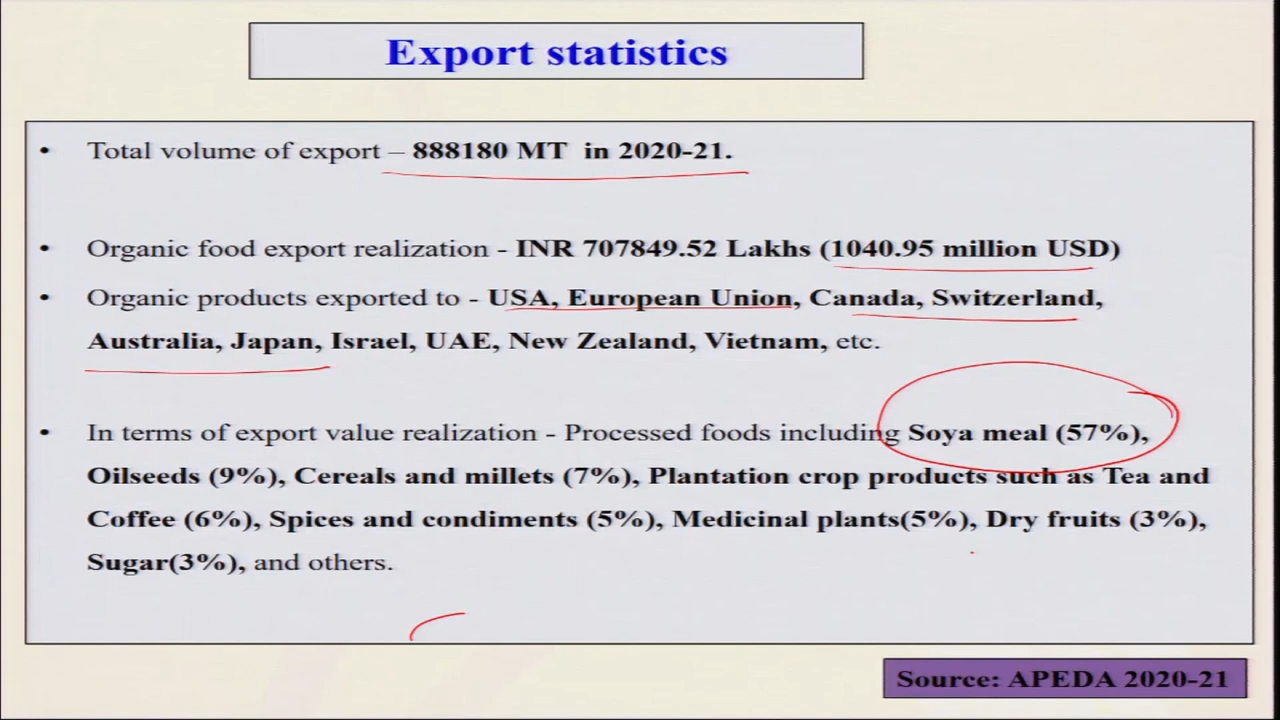 Export statistics
• Total volume of export – 888180 MT in 2020-21.
• Organic food export realization - INR 707849.52 Lakhs (1040.95 million USD)
• Organic products exported to - USA, European Union, Canada, Switzerland,
Australia, Japan, Israel, UAE, New Zealand, Vietnam, etc.
• In terms of export value realization - Processed foods including Soya meal (57%),
Oilseeds (9%), Cereals and millets (7%), Plantation crop products such as Tea and
Coffee (6%), Spices and condiments (5%), Medicinal plants(5%), Dry fruits (3%),
Sugar(3%), and others.
Source: APEDA 2020-21